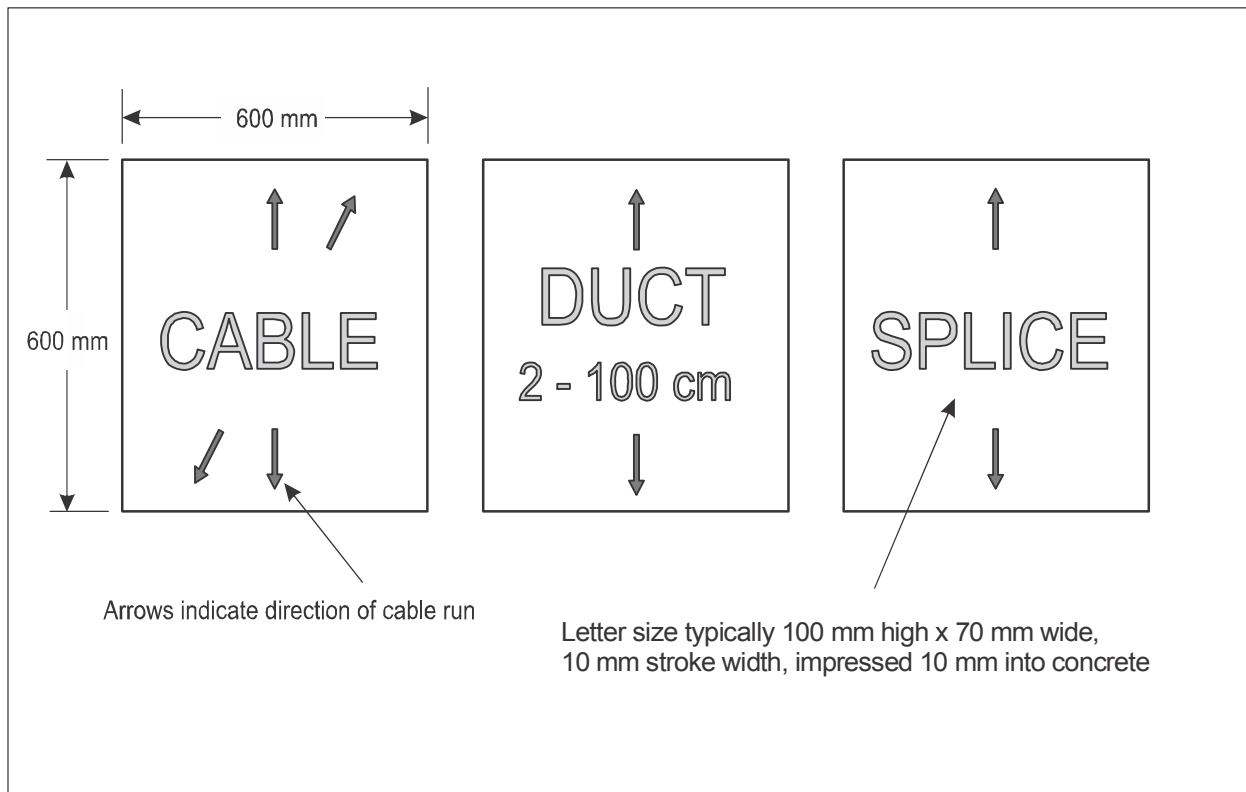 600 mm
600 mm
CABLE
DUCT
2 - 100 cm
SPLICE
Arrows indicate direction of cable run
Letter size typically 100 mm high x 70 mm wide,
10 mm stroke width, impressed 10 mm into concrete